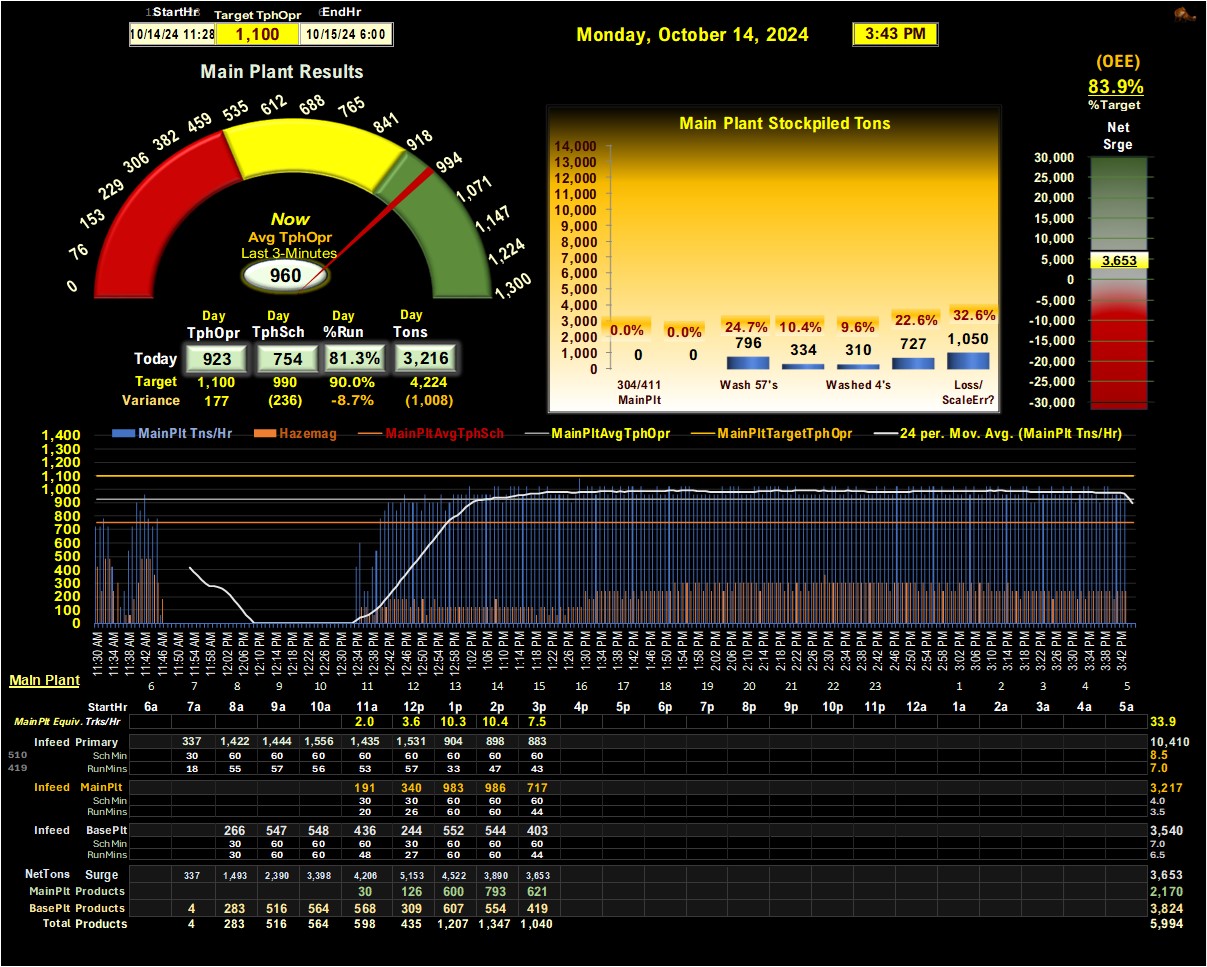 StartHr Target TphOpr EndHr
10/14/24 11:28 1,100 10/15/24 6:00
Monday, October 14, 2024
3:43 PM
(OEE)
83.9%
%Target
Net
Srge
30,000
25,000
20,000
15,000
10,000
5,000
3,653
0
-5,000
-10,000
-15,000
-20,000
-25,000
-30,000
Main Plant Results
0
76
153
229
306
382
459
535
612
688
765
841
918
994
1,071
1,147
1,224
1,300
Now
Avg TphOpr
Last 3-Minutes
960
Day Day Day Day
TphOpr TphSch %Run Tons
Today 923 754 81.3% 3,216
Target 1,100 990 90.0% 4,224
Variance 177 (236) -8.7% (1,008)
Main Plant Stockpiled Tons
14,000
13,000
12,000
11,000
10,000
9,000
8,000
7,000
6,000
5,000
4,000
3,000
2,000
1,000
0
0.0% 0.0% 24.7% 10.4% 9.6% 22.6% 32.6%
0 0 796 334 310 727 1,050
304/411 Wash 57's Washed 4's Loss/
MainPlt ScaleErr?
MainPlt Tns/Hr Hazemag MainPltAvgTphSch MainPltAvgTphOpr MainPltTargetTphOpr 24 per. Mov. Avg. (MainPlt Tns/Hr)
1,400
1,300
1,200
1,100
1,000
900
800
700
600
500
400
300
200
100
0
11:30 AM
11:34 AM
11:38 AM
11:42 AM
11:46 AM
11:50 AM
11:54 AM
11:58 AM
12:02 PM
12:06 PM
12:10 PM
12:14 PM
12:18 PM
12:22 PM
12:26 PM
12:30 PM
12:34 PM
12:38 PM
12:42 PM
12:46 PM
12:50 PM
12:54 PM
12:58 PM
1:02 PM
1:06 PM
1:10 PM
1:14 PM
1:18 PM
1:22 PM
1:26 PM
1:30 PM
1:34 PM
1:38 PM
1:42 PM
1:46 PM
1:50 PM
1:54 PM
1:58 PM
2:02 PM
2:06 PM
2:10 PM
2:14 PM
2:18 PM
2:22 PM
2:26 PM
2:30 PM
2:34 PM
2:38 PM
2:42 PM
2:46 PM
2:50 PM
2:54 PM
2:58 PM
3:02 PM
3:06 PM
3:10 PM
3:14 PM
3:18 PM
3:22 PM
3:26 PM
3:30 PM
3:34 PM
3:38 PM
3:42 PM
Main Plant
6 7 8 9 10 11 12 13 14 15 16 17 18 19 20 21 22 23 1 2 3 4 5
StartHr 6a 7a 8a 9a 10a 11a 12p 1p 2p 3p 4p 5p 6p 7p 8p 9p 10p 11p 12a 1a 2a 3a 4a 5a
MainPlt Equiv. Trks/Hr 2.0 3.6 10.3 10.4 7.5 33.9
Infeed Primary 337 1,422 1,444 1,556 1,435 1,531 904 898 883 10,410
510 Sch Min 30 60 60 60 60 60 60 60 60 8.5
419 RunMins 18 55 57 56 53 57 33 47 43 7.0
Infeed MainPlt 191 340 983 986 717 3,217
Sch Min 30 30 60 60 60 4.0
RunMins 20 26 60 60 44 3.5
Infeed BasePlt 266 547 548 436 244 552 544 403 3,540
Sch Min 30 60 60 60 30 60 60 60 7.0
RunMins 30 60 60 48 27 60 60 44 6.5
NetTons Surge 337 1,493 2,390 3,398 4,206 5,153 4,522 3,890 3,653 3,653
MainPlt Products 30 126 600 793 621 2,170
BasePlt Products 4 283 516 564 568 309 607 554 419 3,824
Total Products 4 283 516 564 598 435 1,207 1,347 1,040 5,994